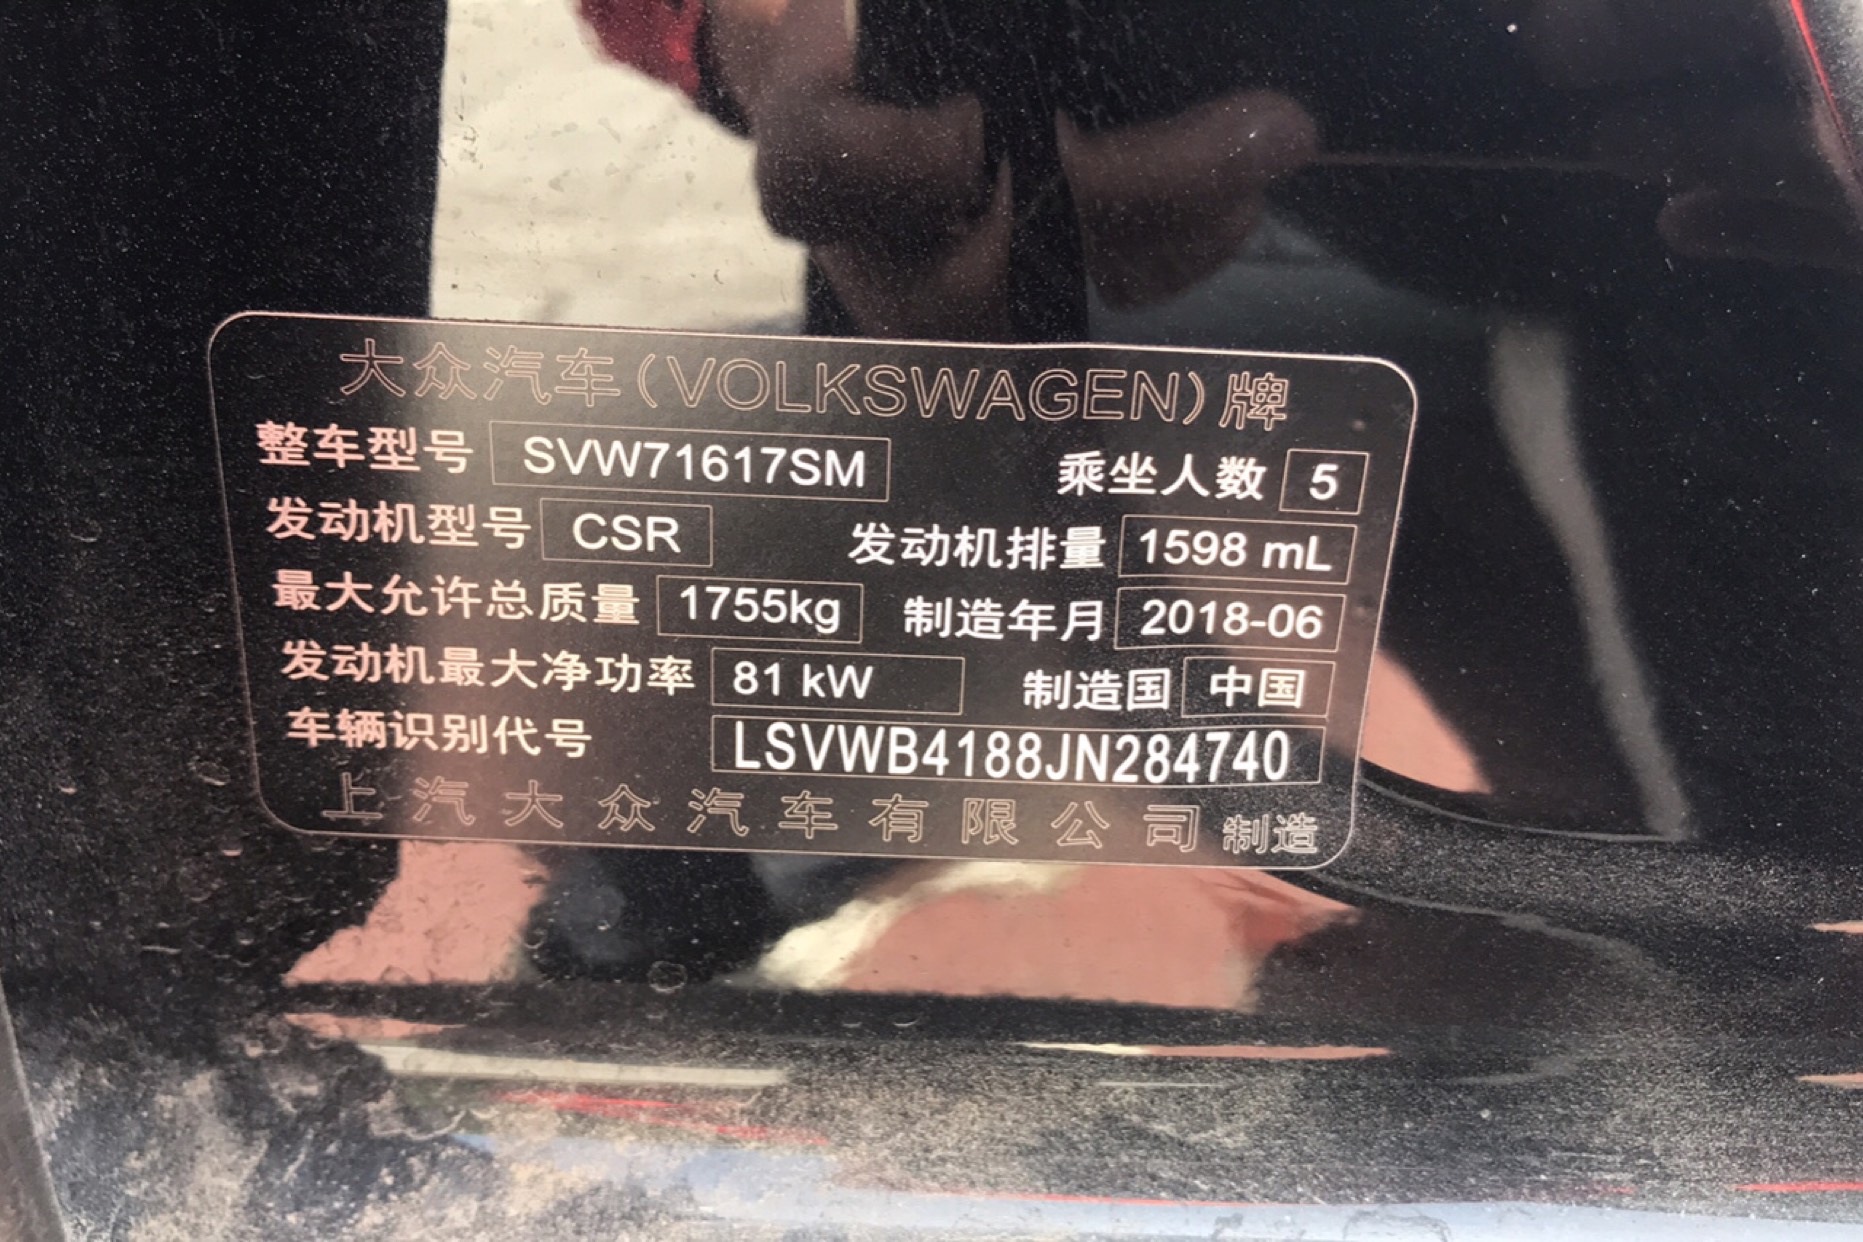 大众汽车(VOLKSWAGEN)牌
整车型号 SVW71617SM 乘坐人数 5
发动机型号 CSR 发动机排量 1598 mL
最大允许总质量 1755kg 制造年月 2018-06
发动机最大净功率 81 kW 制造国 中国
车辆识别代号 LSVWB4188JN284740
上汽大众汽车有限公司制造